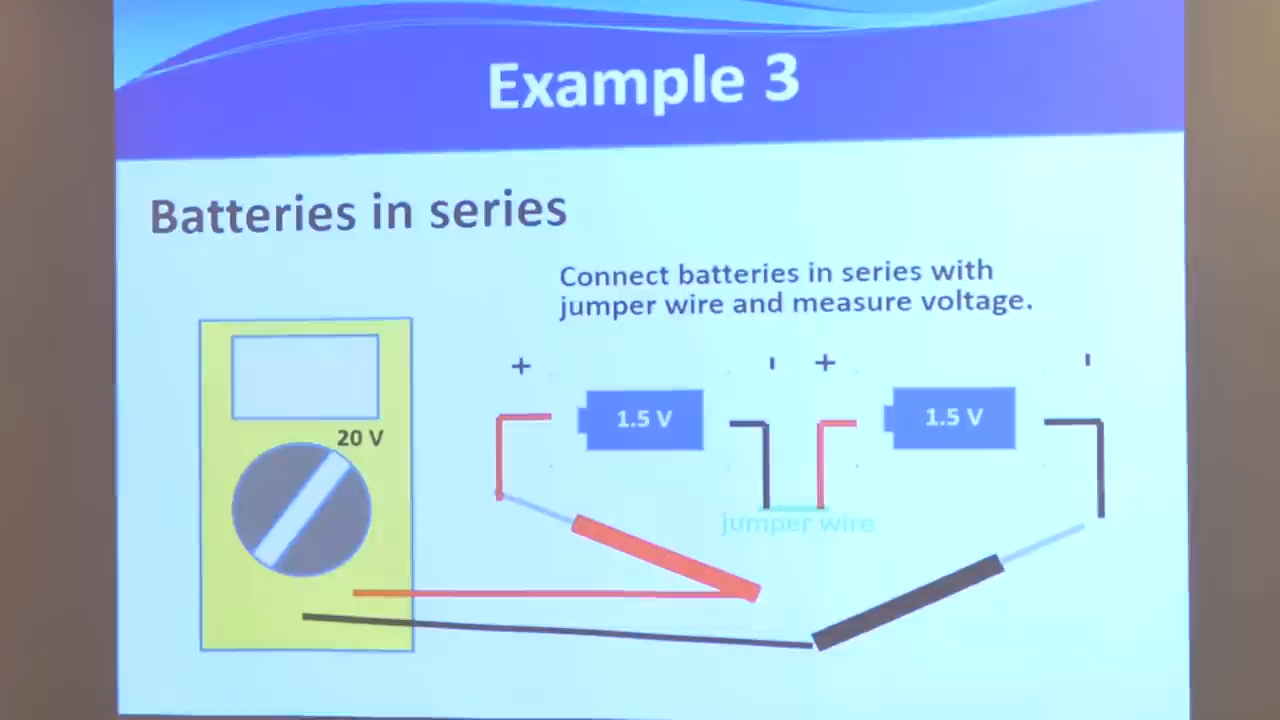 Example 3
Batteries in series
Connect batteries in series with
jumper wire and measure voltage.
+ - + -
1.5 V 1.5 V
20 V
jumper wire